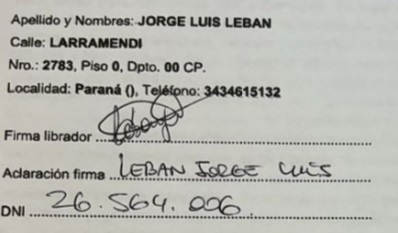 Apellido y Nombres: JORGE LUIS LEBAN
Calle: LARRAMENDI
Nro.: 2783, Piso 0, Dpto. 00 CP.
Localidad: Paraná (), Teléfono: 3434615132
Firma librador
Aclaración firma LEBAN JORGE LUIS
DNI 26.564.006